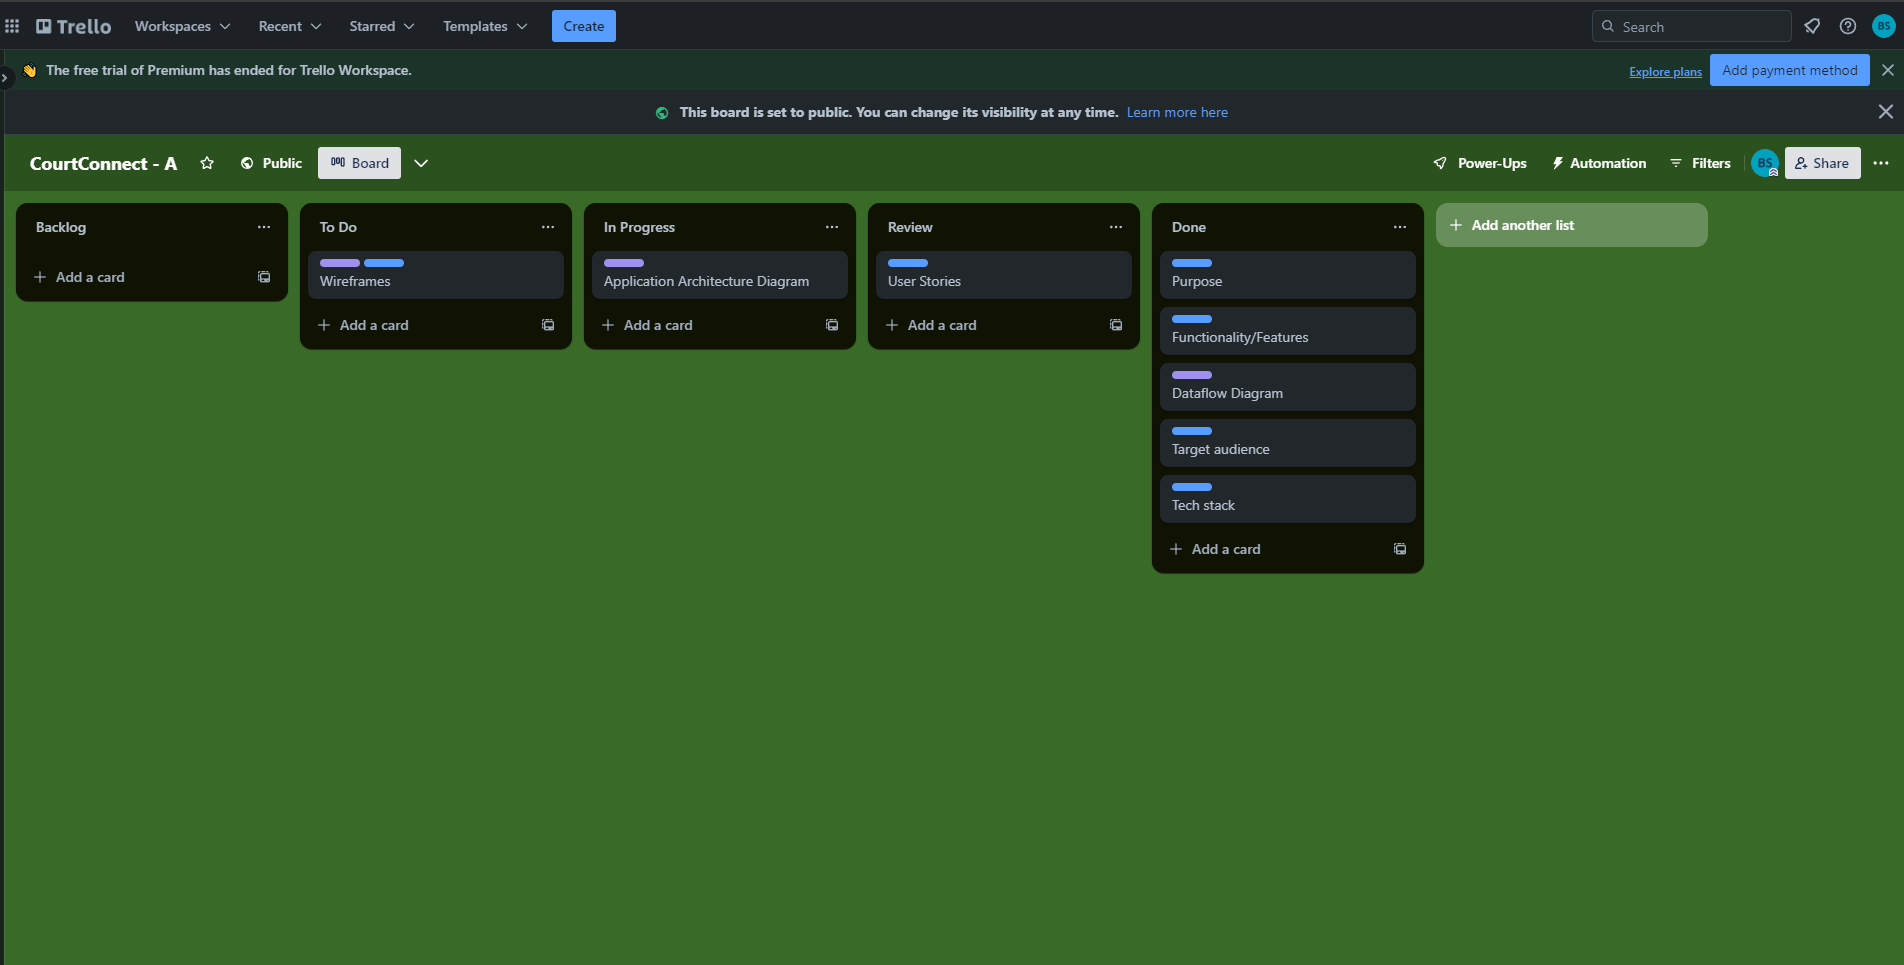 Trello
Workspaces
Recent
Starred
Templates
Create
Search
BS
The free trial of Premium has ended for Trello Workspace.
Explore plans
Add payment method
This board is set to public. You can change its visibility at any time. Learn more here
CourtConnect - A
Public
Board
Power-Ups
Automation
Filters
BS
Share
Backlog
Add a card
To Do
Wireframes
Add a card
In Progress
Application Architecture Diagram
Add a card
Review
User Stories
Add a card
Done
Purpose
Functionality/Features
Dataflow Diagram
Target audience
Tech stack
Add a card
Add another list